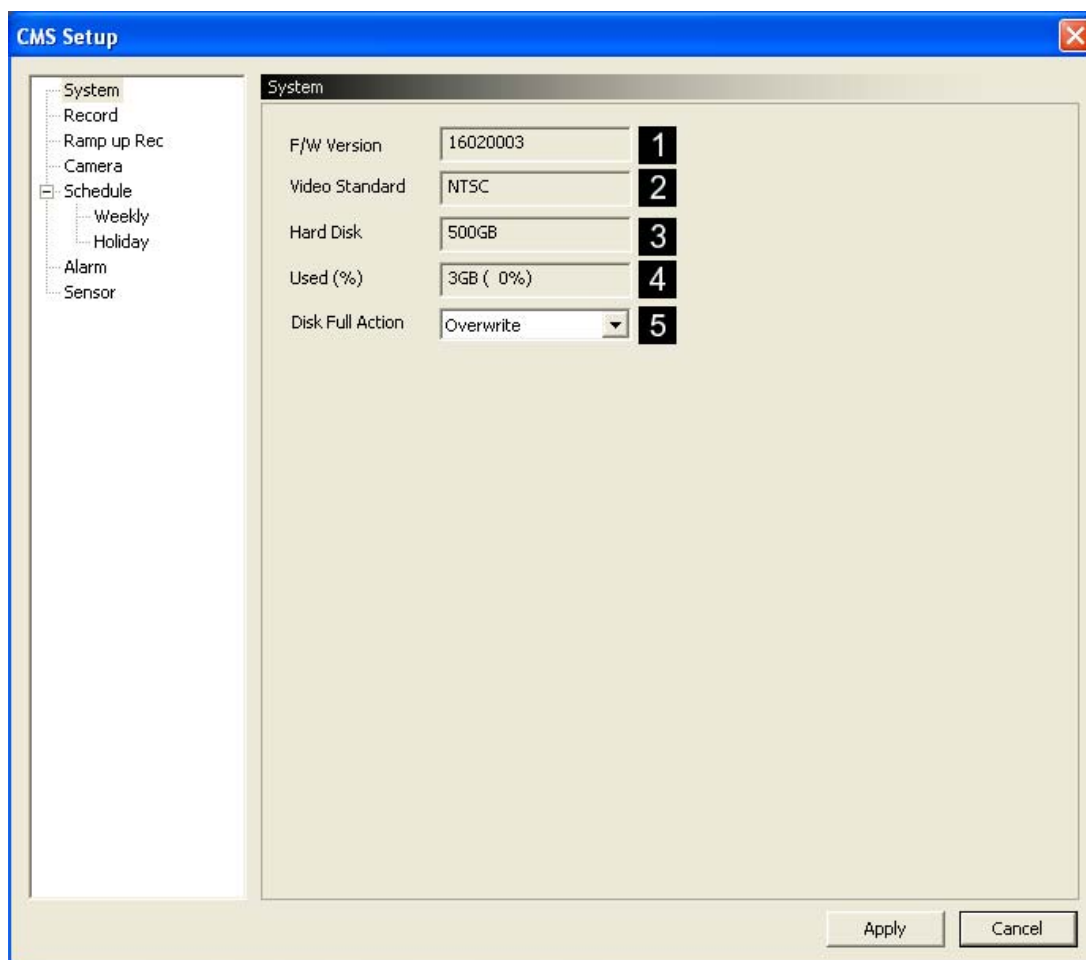 CMS Setup
System
Record
Ramp up Rec
Camera
Schedule
Weekly
Holiday
Alarm
Sensor
System
F/W Version 16020003 1
Video Standard NTSC 2
Hard Disk 500GB 3
Used (%) 3GB ( 0%) 4
Disk Full Action Overwrite 5
Apply Cancel